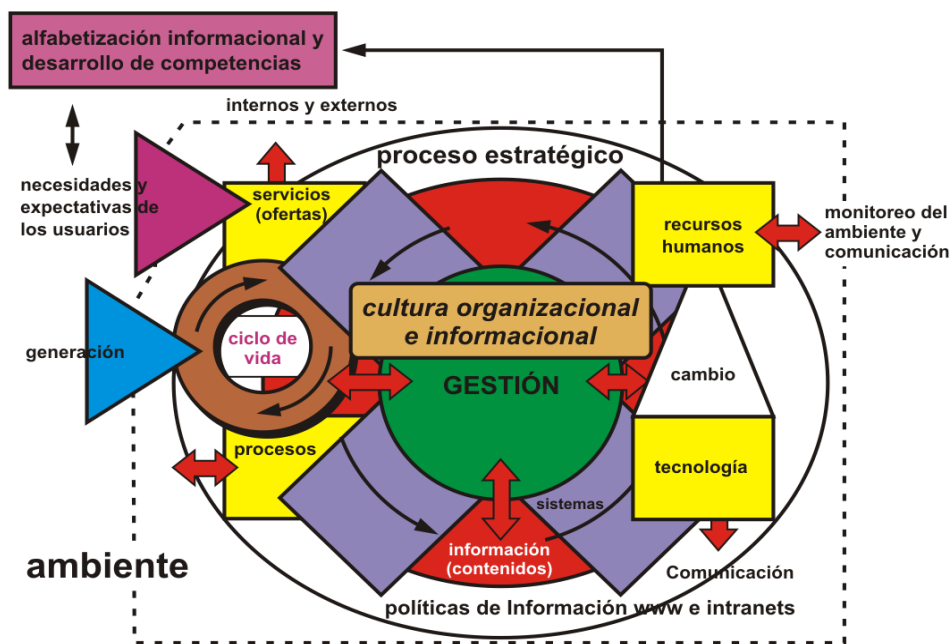 alfabetización informacional y
desarrollo de competencias
internos y externos
proceso estratégico
necesidades y
expectativas de
los usuarios
servicios
(ofertas)
recursos
humanos
monitoreo del
ambiente y
comunicación
cultura organizacional
e informacional
generación
ciclo de
vida
GESTIÓN
cambio
procesos
tecnología
sistemas
información
(contenidos)
ambiente
Comunicación
políticas de Información www e intranets